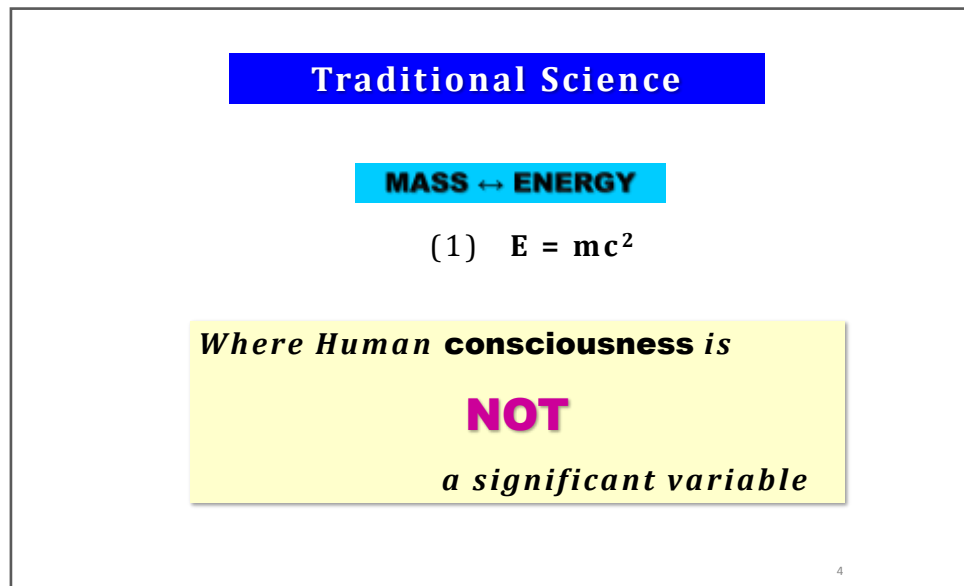 Traditional Science
MASS ↔ ENERGY
(1) E = mc²
Where Human consciousness is
NOT
a significant variable
4